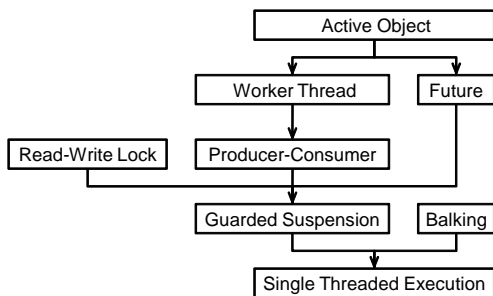 Active Object
Worker Thread
Future
Read-Write Lock
Producer-Consumer
Guarded Suspension
Balking
Single Threaded Execution